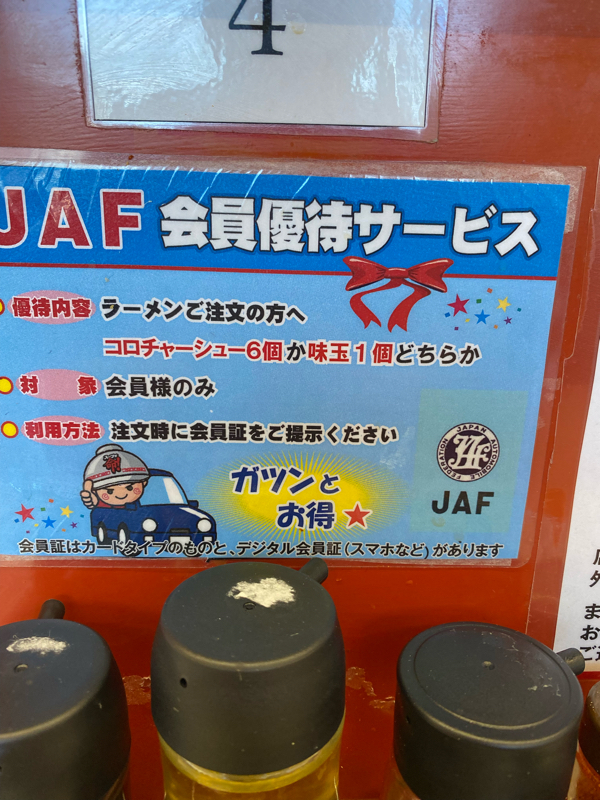 4
JAF 会員優待サービス
優待内容 ラーメンご注文の方へ
コロチャーシュー6個か味玉1個どちらか
対象 会員様のみ
利用方法 注文時に会員証をご提示ください
JAPAN AUTOMOBILE FEDERATION
JAF
ガツンと
お得
会員証はカードタイプのものと、デジタル会員証(スマホなど)があります
外
ま
お